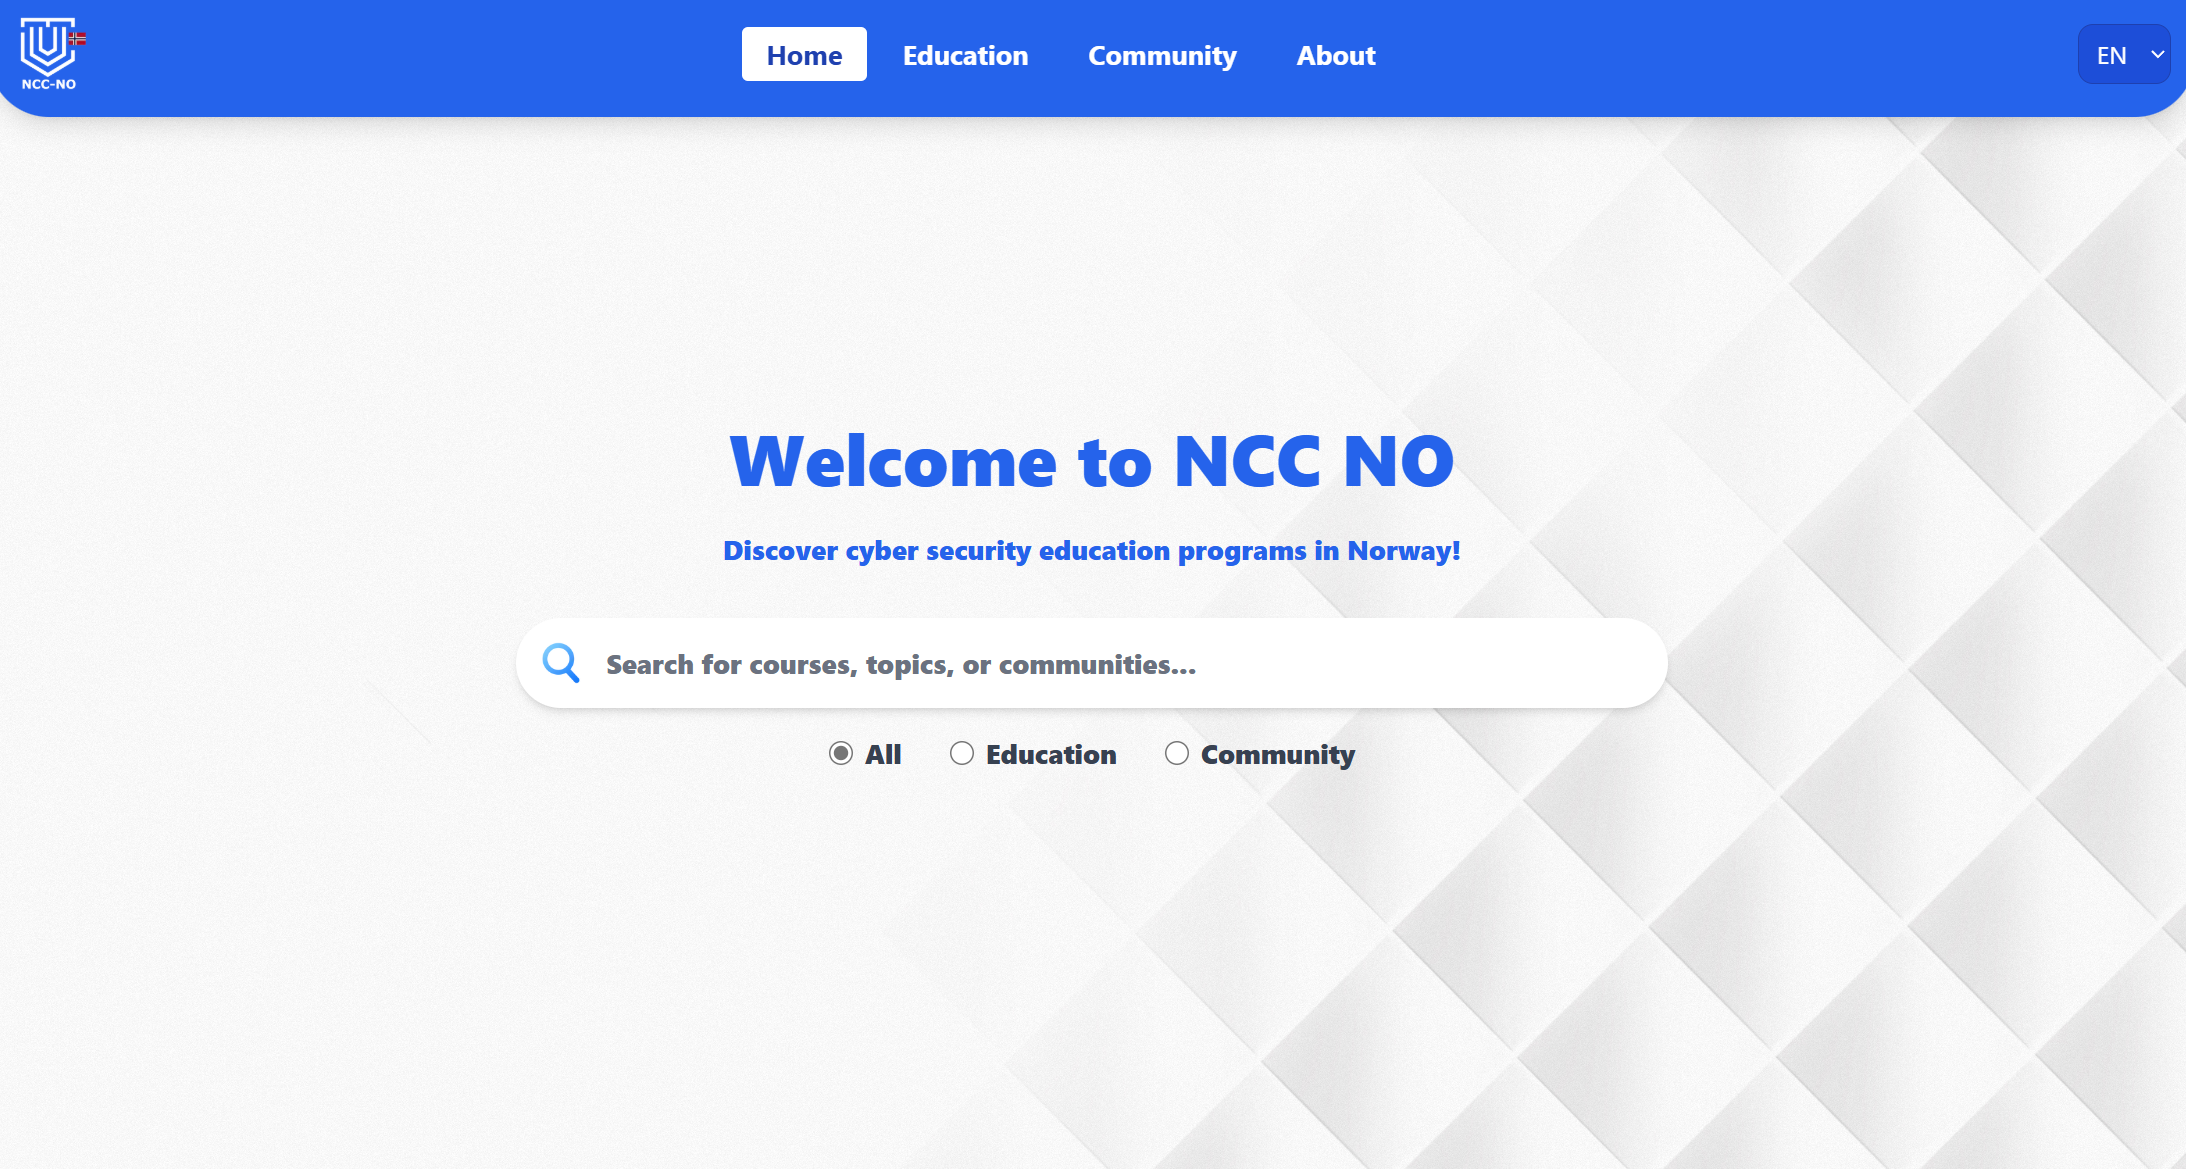 NCC-NO
Home Education Community About
EN
Welcome to NCC NO
Discover cyber security education programs in Norway!
Search for courses, topics, or communities...
All Education Community